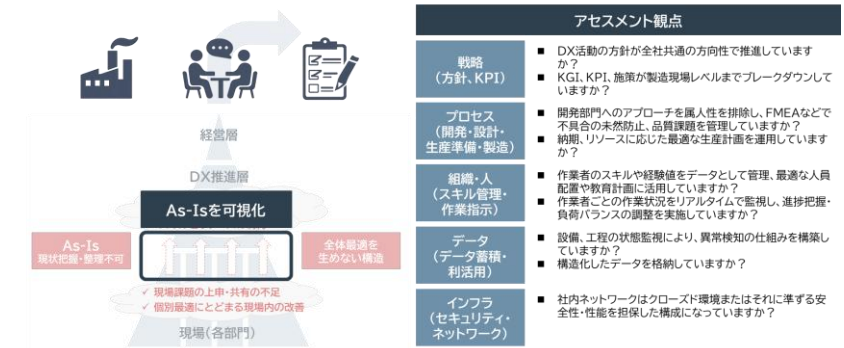 経営層
DX推進層
As-Isを可視化
As-Is
現状把握・整理不可
全体最適を
生めない構造
✓ 現場課題の上申・共有の不足
✓ 個別最適にとどまる現場内の改善
現場(各部門)
アセスメント観点
戦略
(方針、KPI)
■ DX活動の方針が全社共通の方向性で推進しています
か?
■ KGI、KPI、施策が製造現場レベルまでブレークダウンして
いますか?
プロセス
(開発・設計・
生産準備・製造)
■ 開発部門へのアプローチを属人性を排除し、FMEAなどで
不具合の未然防止、品質課題を管理していますか?
■ 納期、リソースに応じた最適な生産計画を運用しています
か?
組織・人
(スキル管理・
作業指示)
■ 作業者のスキルや経験値をデータとして管理、最適な人員
配置や教育計画に活用していますか?
■ 作業者ごとの作業状況をリアルタイムで監視し、進捗把握・
負荷バランスの調整を実施していますか?
データ
(データ蓄積・
利活用)
■ 設備、工程の状態監視により、異常検知の仕組みを構築し
ていますか?
■ 構造化したデータを格納していますか?
インフラ
(セキュリティ・
ネットワーク)
■ 社内ネットワークはクローズド環境またはそれに準ずる安
全性・性能を担保した構成になっていますか?